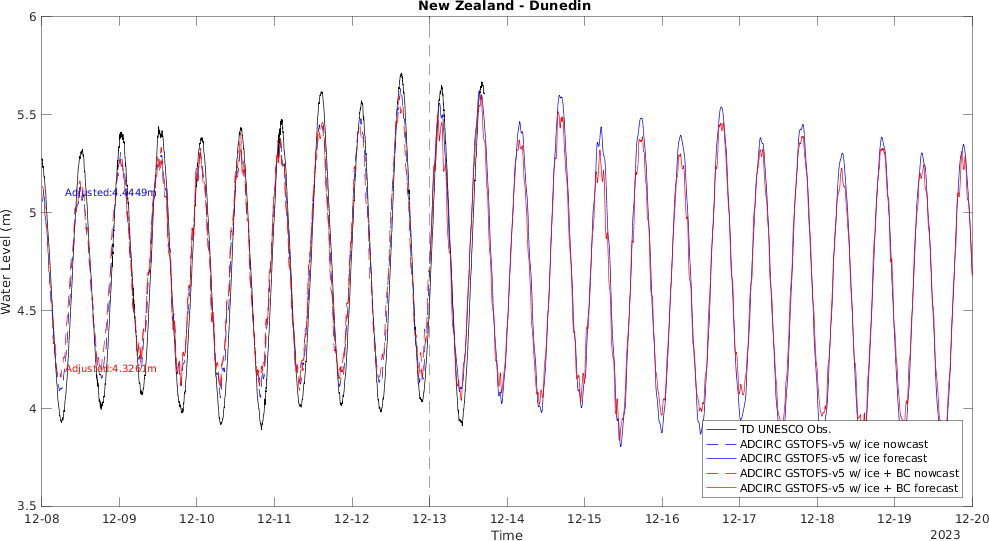 New Zealand - Dunedin
6
5.5
5
4.5
4
3.5
Water Level (m)
Adjusted:4.4449m
Adjusted:4.3261m
TD UNESCO Obs.
ADCIRC GSTOFS-v5 w/ ice nowcast
ADCIRC GSTOFS-v5 w/ ice forecast
ADCIRC GSTOFS-v5 w/ ice + BC nowcast
ADCIRC GSTOFS-v5 w/ ice + BC forecast
12-08 12-09 12-10 12-11 12-12 12-13 12-14 12-15 12-16 12-17 12-18 12-19 12-20
Time
2023